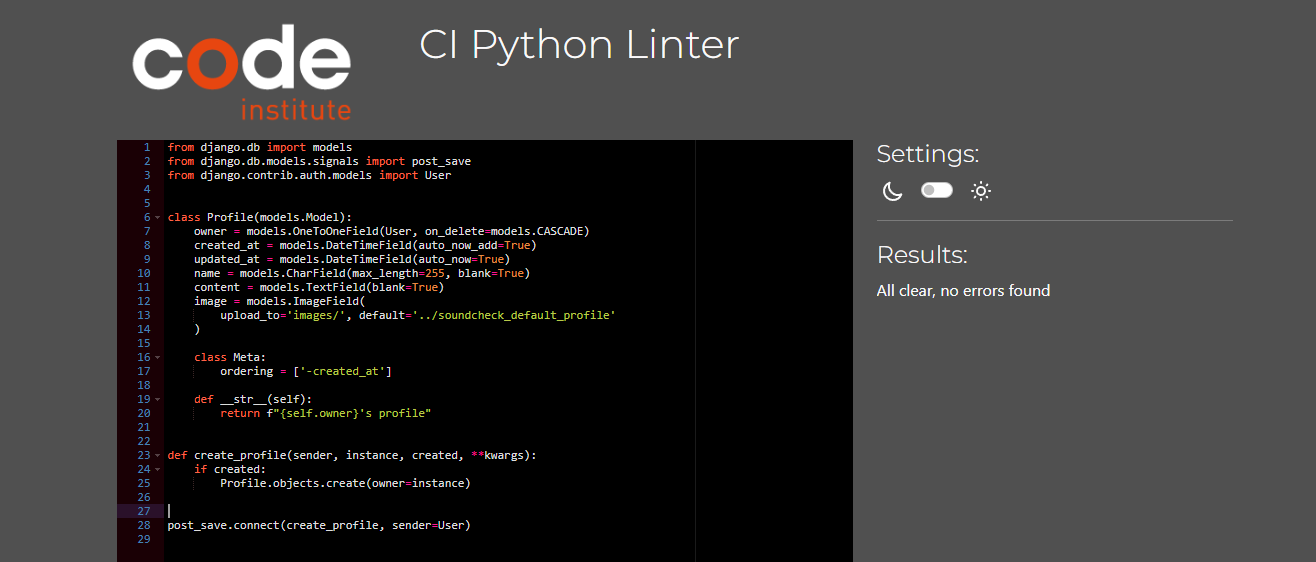 code
institute
CI Python Linter
1 from django.db import models
2 from django.db.models.signals import post_save
3 from django.contrib.auth.models import User
4
5
6 class Profile(models.Model):
7     owner = models.OneToOneField(User, on_delete=models.CASCADE)
8     created_at = models.DateTimeField(auto_now_add=True)
9     updated_at = models.DateTimeField(auto_now=True)
10     name = models.CharField(max_length=255, blank=True)
11     content = models.TextField(blank=True)
12     image = models.ImageField(
13         upload_to='images/', default='../soundcheck_default_profile'
14     )
15
16     class Meta:
17         ordering = ['-created_at']
18
19     def __str__(self):
20         return f"{self.owner}'s profile"
21
22
23 def create_profile(sender, instance, created, **kwargs):
24     if created:
25         Profile.objects.create(owner=instance)
26
27
28 post_save.connect(create_profile, sender=User)
29
Settings:
Results:
All clear, no errors found